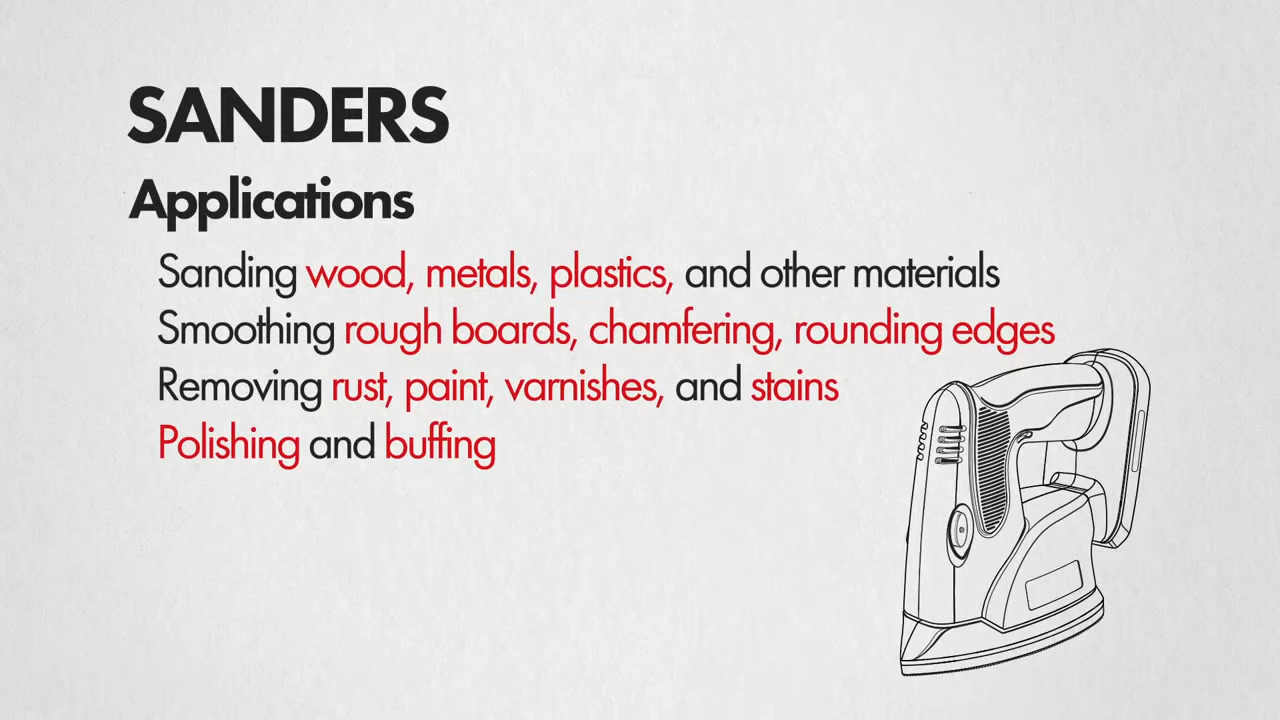 SANDERS
Applications
Sanding wood, metals, plastics, and other materials
Smoothing rough boards, chamfering, rounding edges
Removing rust, paint, varnishes, and stains
Polishing and buffing